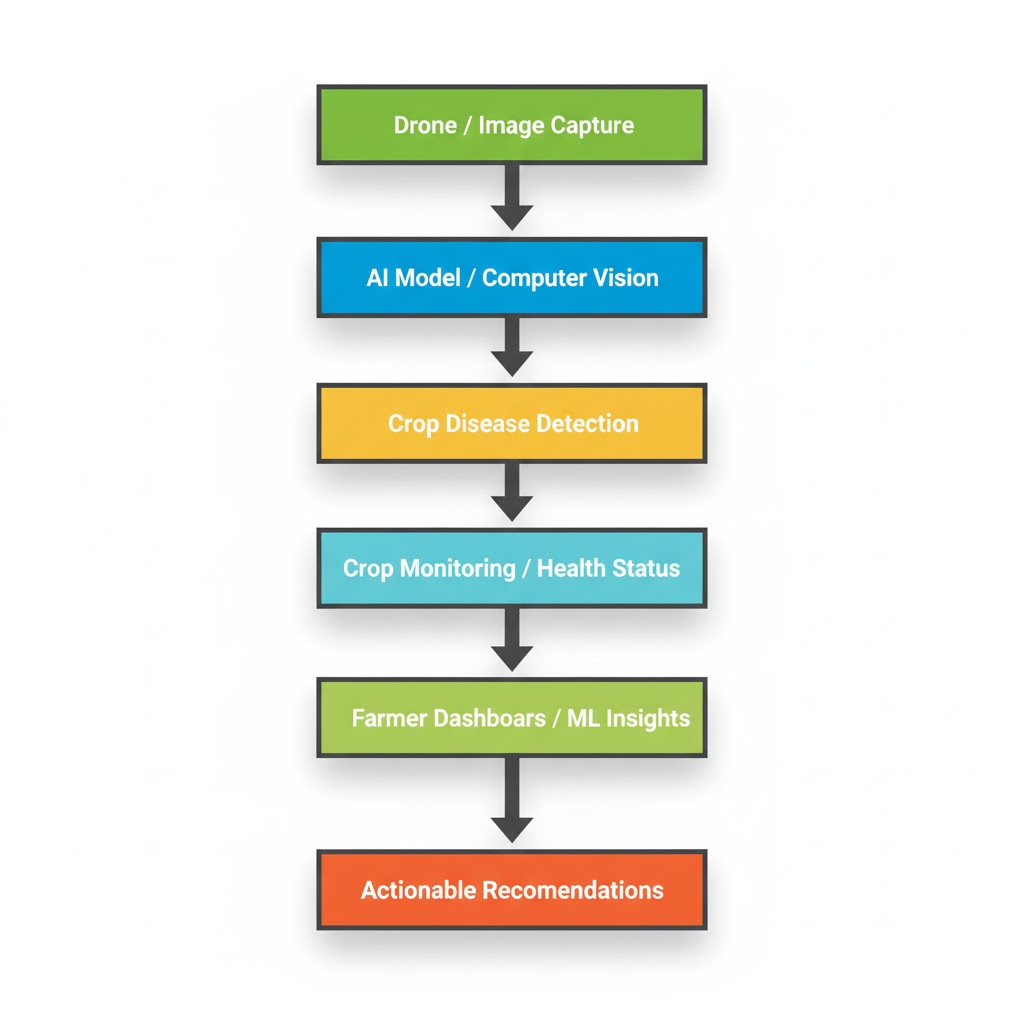 Drone / Image Capture
AI Model / Computer Vision
Crop Disease Detection
Crop Monitoring / Health Status
Farmer Dashboars / ML Insights
Actionable Recomendations